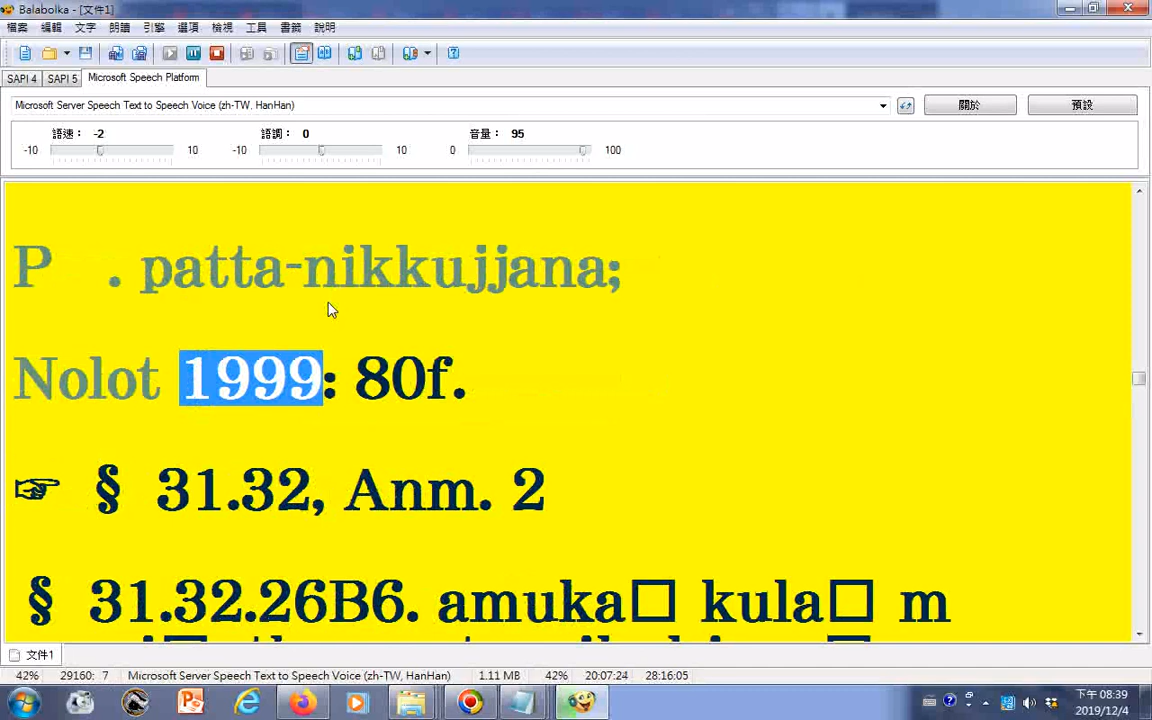 Balabolka - [文件1]
檔案 編輯 文字 朗讀 引擎 選項 檢視 工具 書籤 說明
SAPI 4 SAPI 5 Microsoft Speech Platform
Microsoft Server Speech Text to Speech Voice (zh-TW, HanHan) 關於 預設
語速： -2 語調： 0 音量： 95
-10 10 -10 10 0 100
P . patta-nikkujjana;
Nolot 1999: 80f.
☞ § 31.32, Anm. 2
§ 31.32.26B6. amuka□ kula□ m
文件1
42% 29160: 7 Microsoft Server Speech Text to Speech Voice (zh-TW, HanHan) 1.11 MB 42% 20:07:24 28:16:05
下午 08:39
2019/12/4